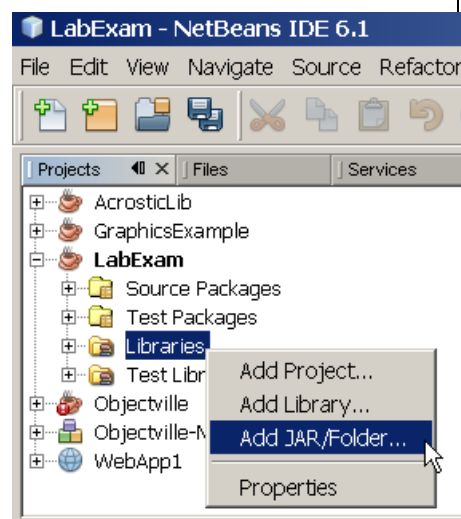 LabExam - NetBeans IDE 6.1
File Edit View Navigate Source Refactor
Projects Files Services
AcrosticLib
GraphicsExample
LabExam
Source Packages
Test Packages
Libraries
Test Libr
Add Project...
Objectville
Add Library...
Objectville-N
Add JAR/Folder...
WebApp1
Properties